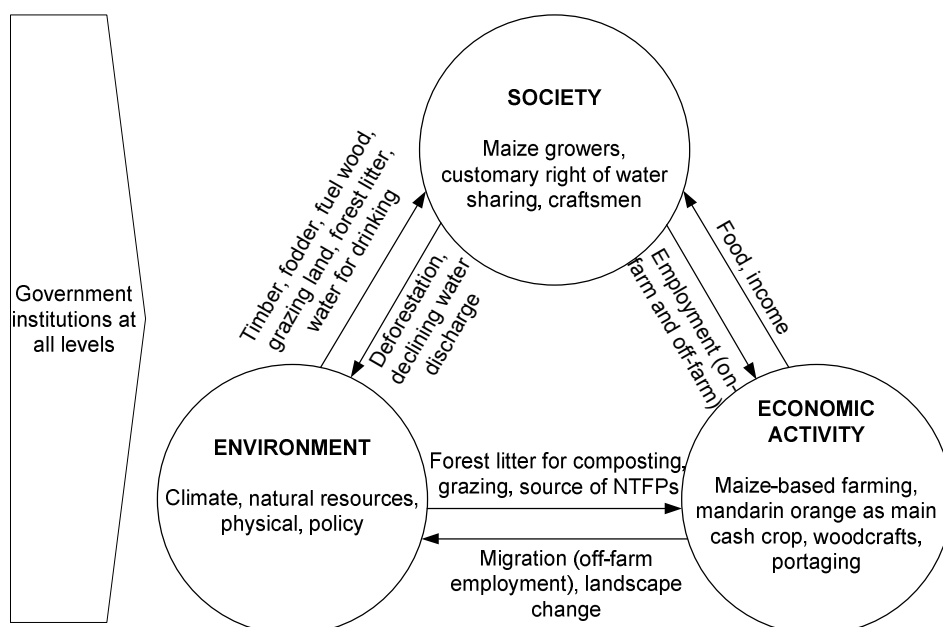 Government
institutions at
all levels
SOCIETY
Maize growers,
customary right of water
sharing, craftsmen
Timber, fodder, fuel wood,
grazing land, forest litter,
water for drinking
Deforestation,
declining water
discharge
Employment (on-
farm and off-farm)
Food, income
ENVIRONMENT
Climate, natural resources,
physical, policy
Forest litter for composting,
grazing, source of NTFPs
Migration (off-farm
employment), landscape
change
ECONOMIC
ACTIVITY
Maize-based farming,
mandarin orange as main
cash crop, woodcrafts,
portaging